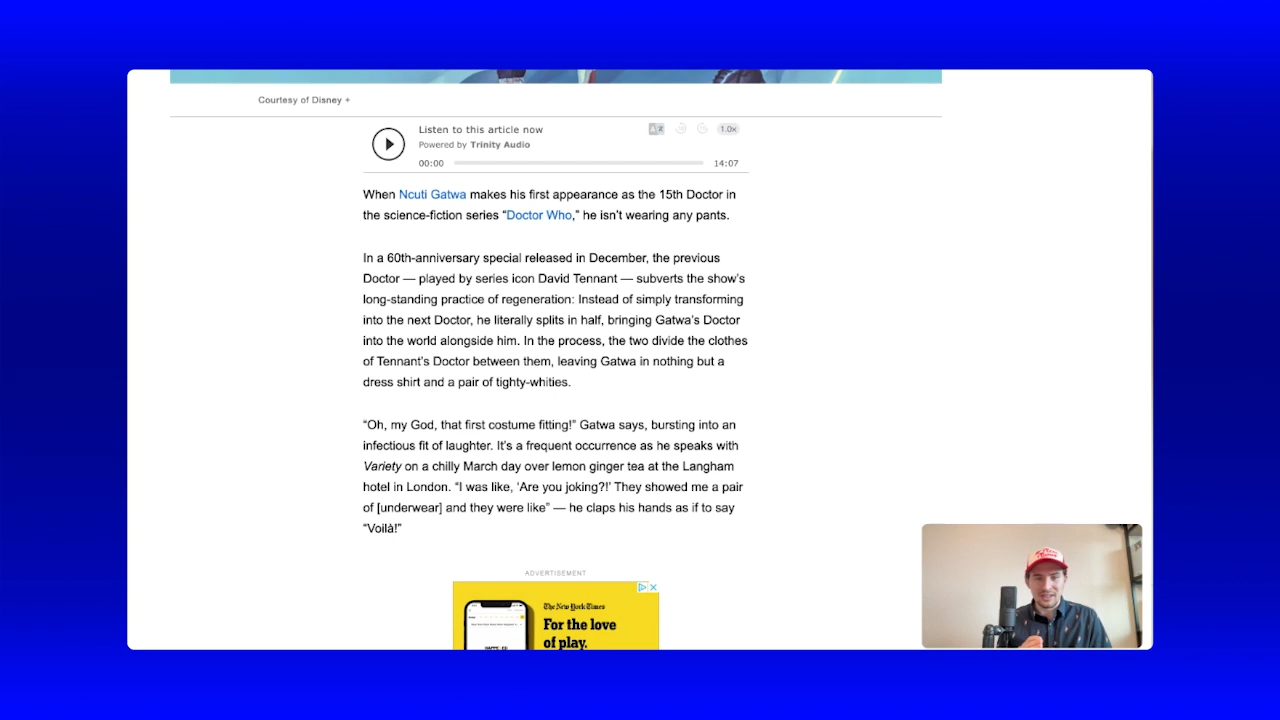 Courtesy of Disney +
Listen to this article now
Powered by Trinity Audio
1.0x
00:00
14:07
When Ncuti Gatwa makes his first appearance as the 15th Doctor in
the science-fiction series “Doctor Who,” he isn’t wearing any pants.
In a 60th-anniversary special released in December, the previous
Doctor — played by series icon David Tennant — subverts the show’s
long-standing practice of regeneration: Instead of simply transforming
into the next Doctor, he literally splits in half, bringing Gatwa’s Doctor
into the world alongside him. In the process, the two divide the clothes
of Tennant’s Doctor between them, leaving Gatwa in nothing but a
dress shirt and a pair of tighty-whities.
“Oh, my God, that first costume fitting!” Gatwa says, bursting into an
infectious fit of laughter. It’s a frequent occurrence as he speaks with
Variety on a chilly March day over lemon ginger tea at the Langham
hotel in London. “I was like, ‘Are you joking?!’ They showed me a pair
of [underwear] and they were like” — he claps his hands as if to say
“Voilà!”
ADVERTISEMENT
The New York Times
For the love
of play.